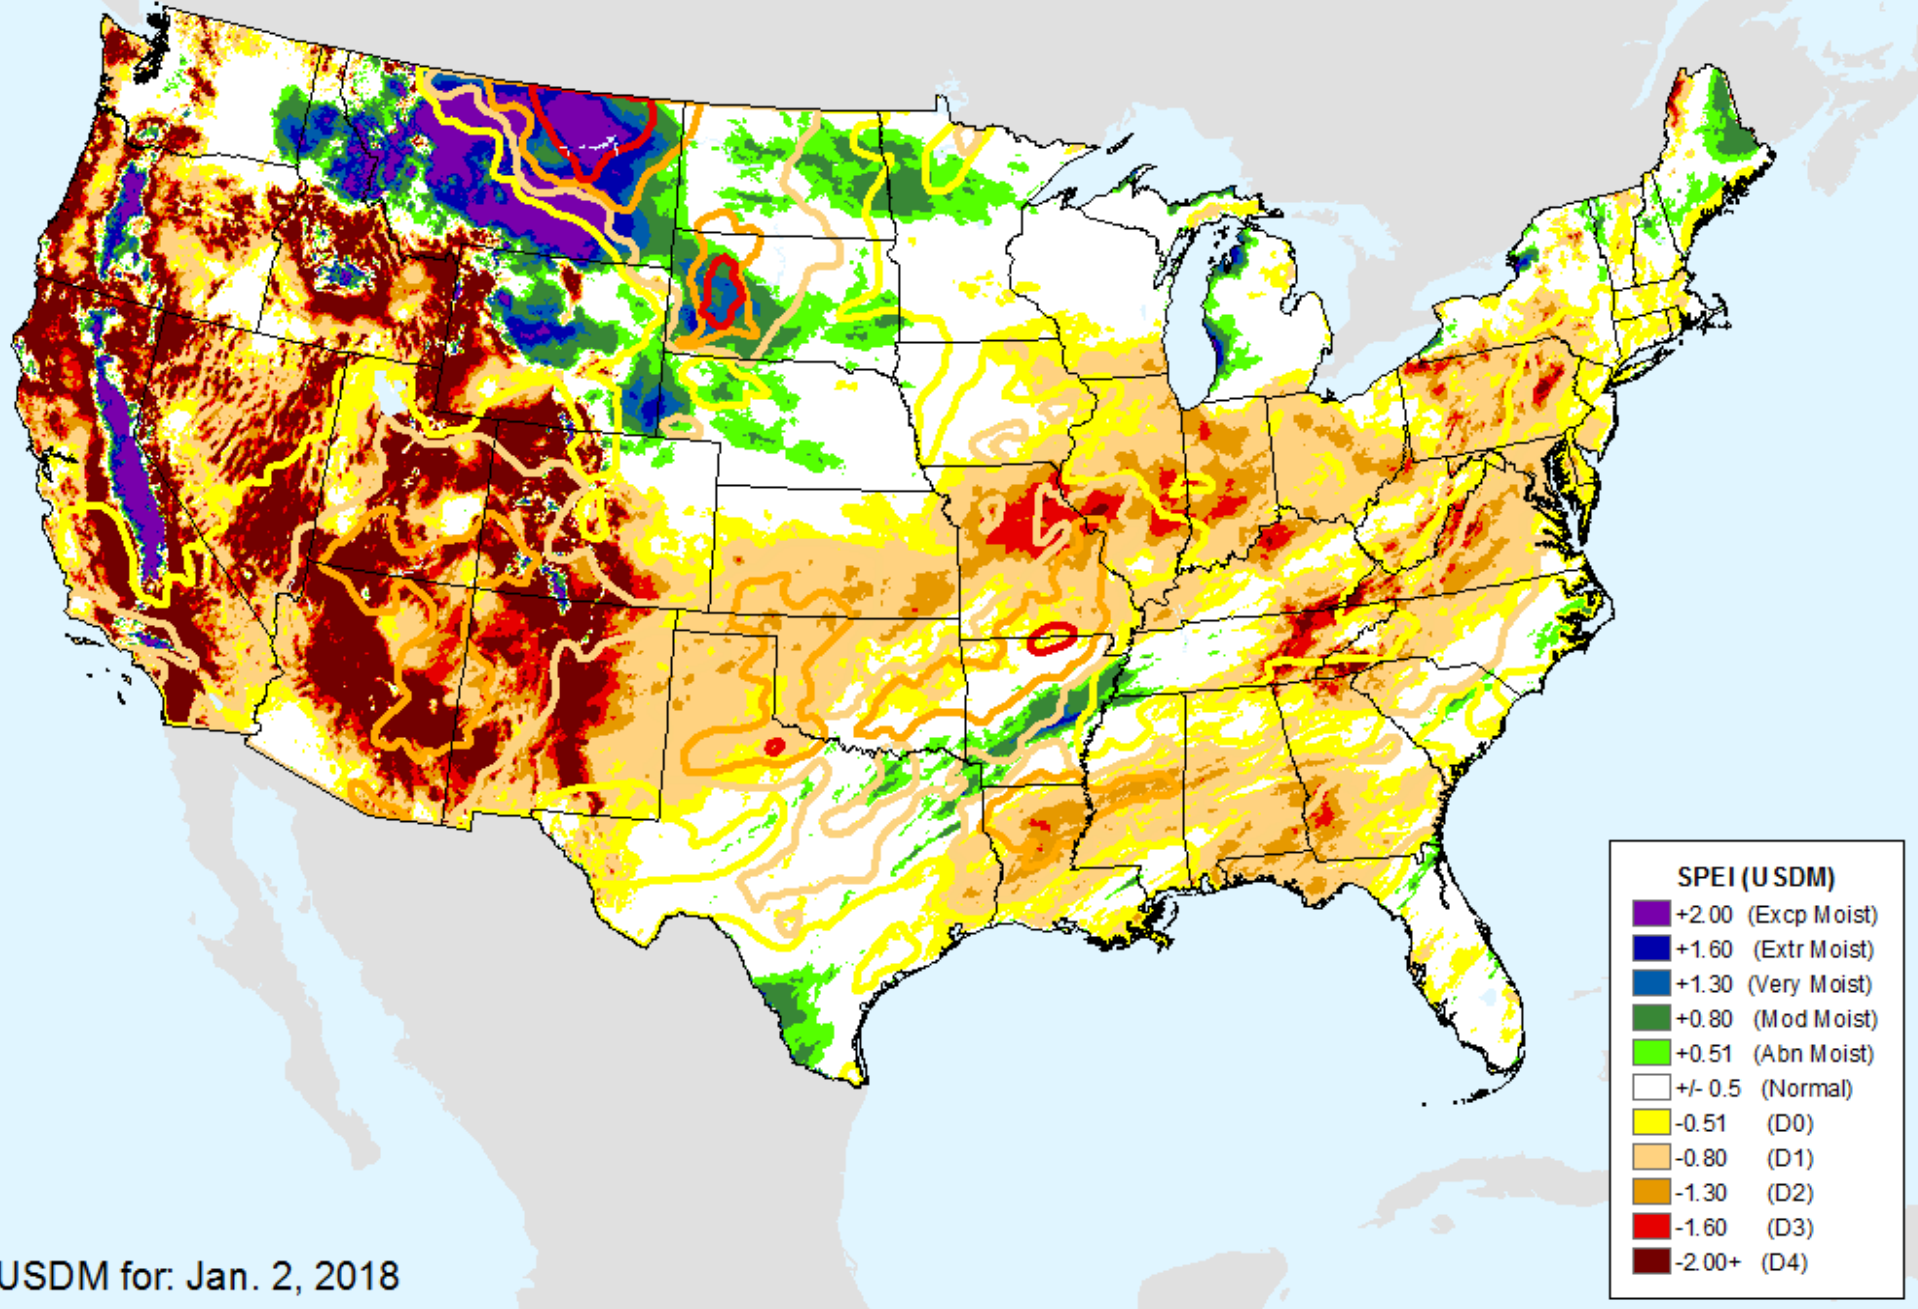 SPEI (USDM)
+2.00 (Excp Moist)
+1.60 (Extr Moist)
+1.30 (Very Moist)
+0.80 (Mod Moist)
+0.51 (Abn Moist)
+/- 0.5 (Normal)
-0.51 (D0)
-0.80 (D1)
-1.30 (D2)
-1.60 (D3)
-2.00+ (D4)
USDM for: Jan. 2, 2018